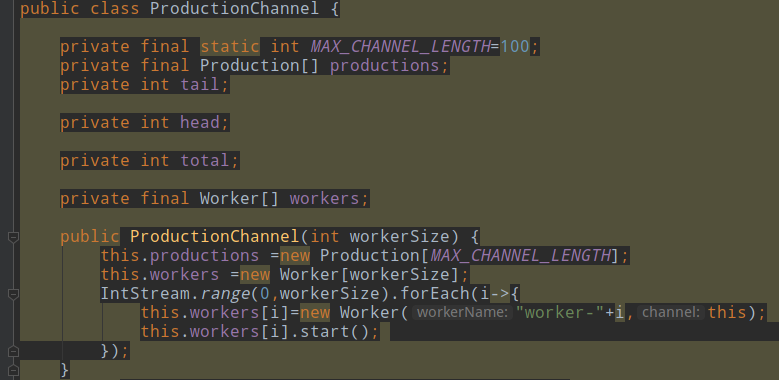 public class ProductionChannel {
private final static int MAX_CHANNEL_LENGTH=100;
private final Production[] productions;
private int tail;
private int head;
private int total;
private final Worker[] workers;
public ProductionChannel(int workerSize) {
this.productions =new Production[MAX_CHANNEL_LENGTH];
this.workers =new Worker[workerSize];
IntStream.range(0,workerSize).forEach(i->{
this.workers[i]=new Worker( workerName: "worker-"+i, channel: this);
this.workers[i].start();
});
}